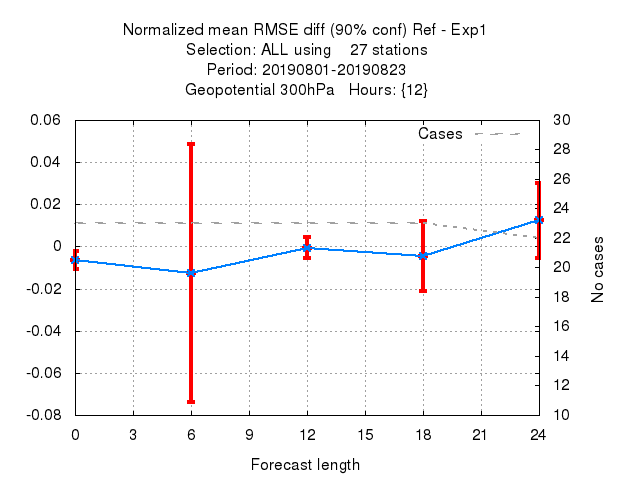 Normalized mean RMSE diff (90% conf) Ref - Exp1
Selection: ALL using    27 stations
Period: 20190801-20190823
Geopotential 300hPa   Hours: {12}
Cases
0.06
0.04
0.02
0
-0.02
-0.04
-0.06
-0.08
30
28
26
24
22
20
18
16
14
12
10
No cases
0 3 6 9 12 15 18 21 24
Forecast length